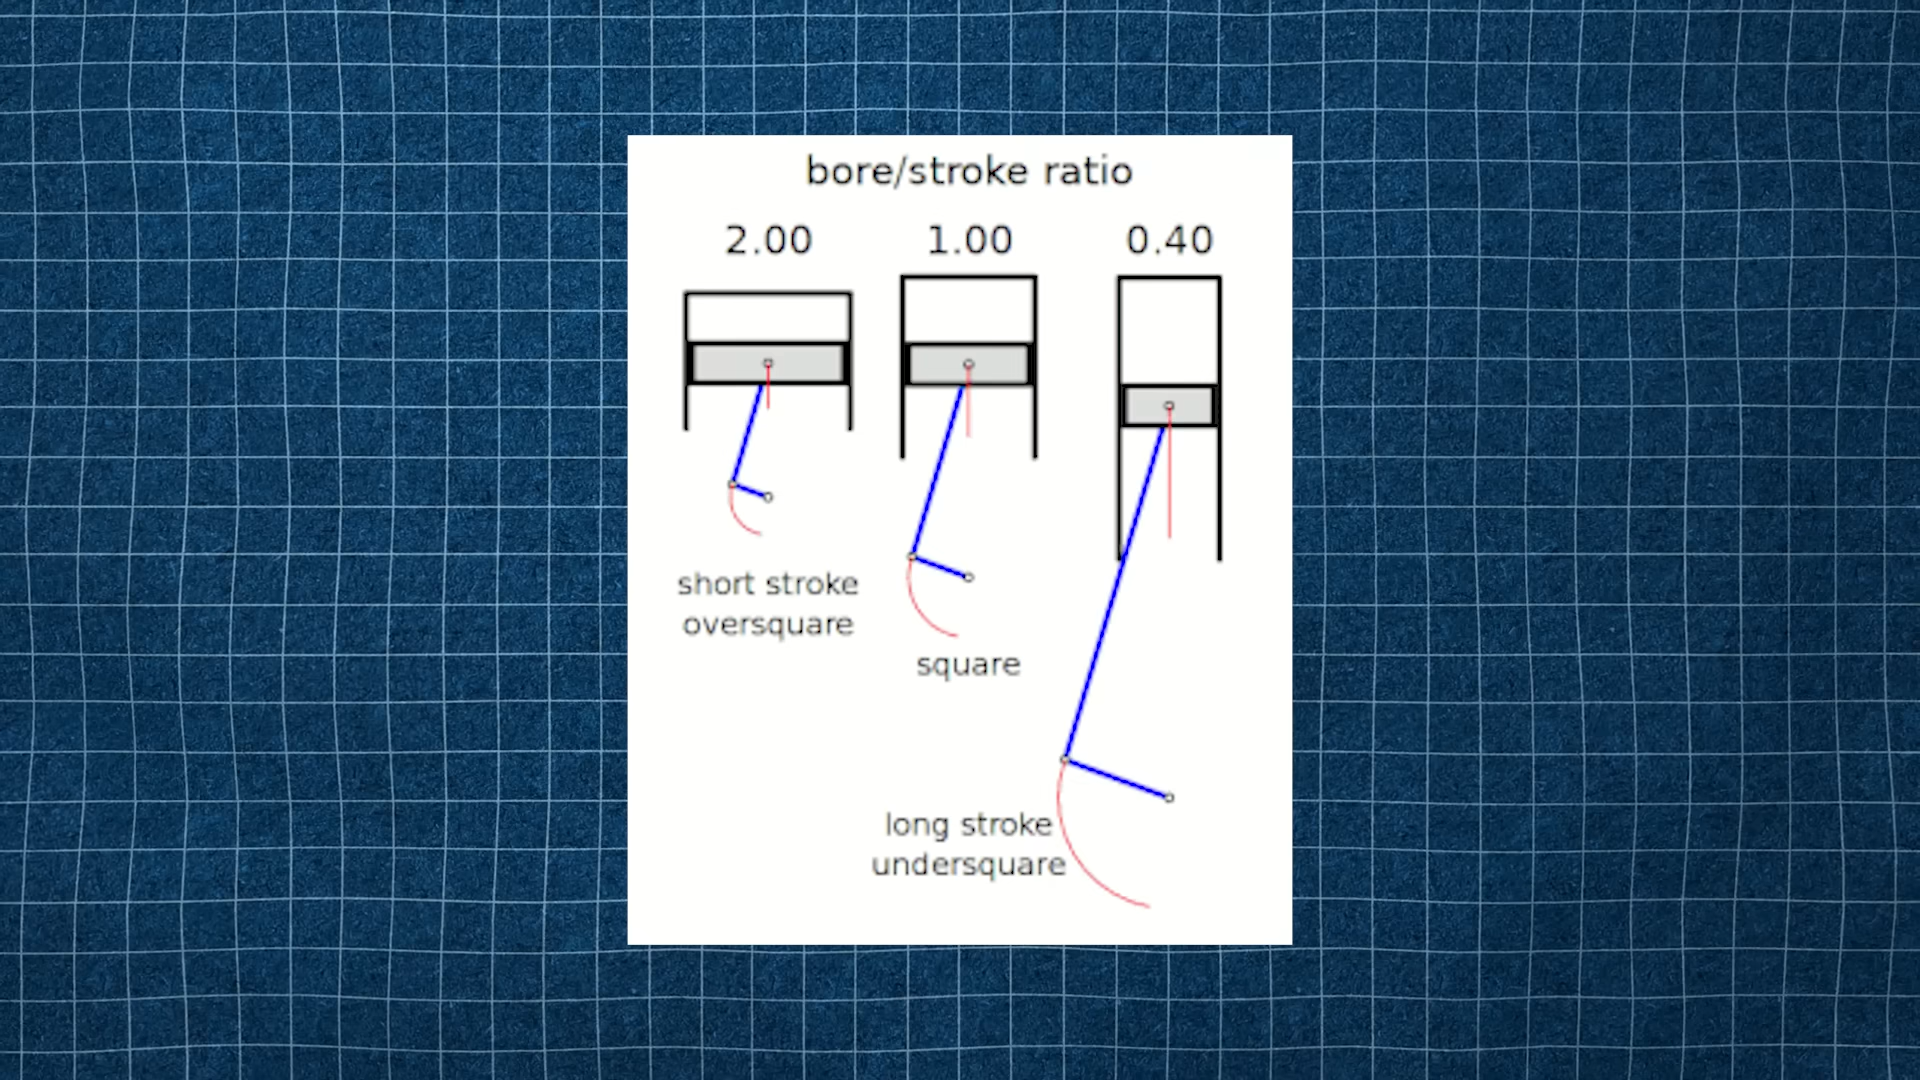 bore/stroke ratio
2.00 1.00 0.40
short stroke
oversquare
square
long stroke
undersquare